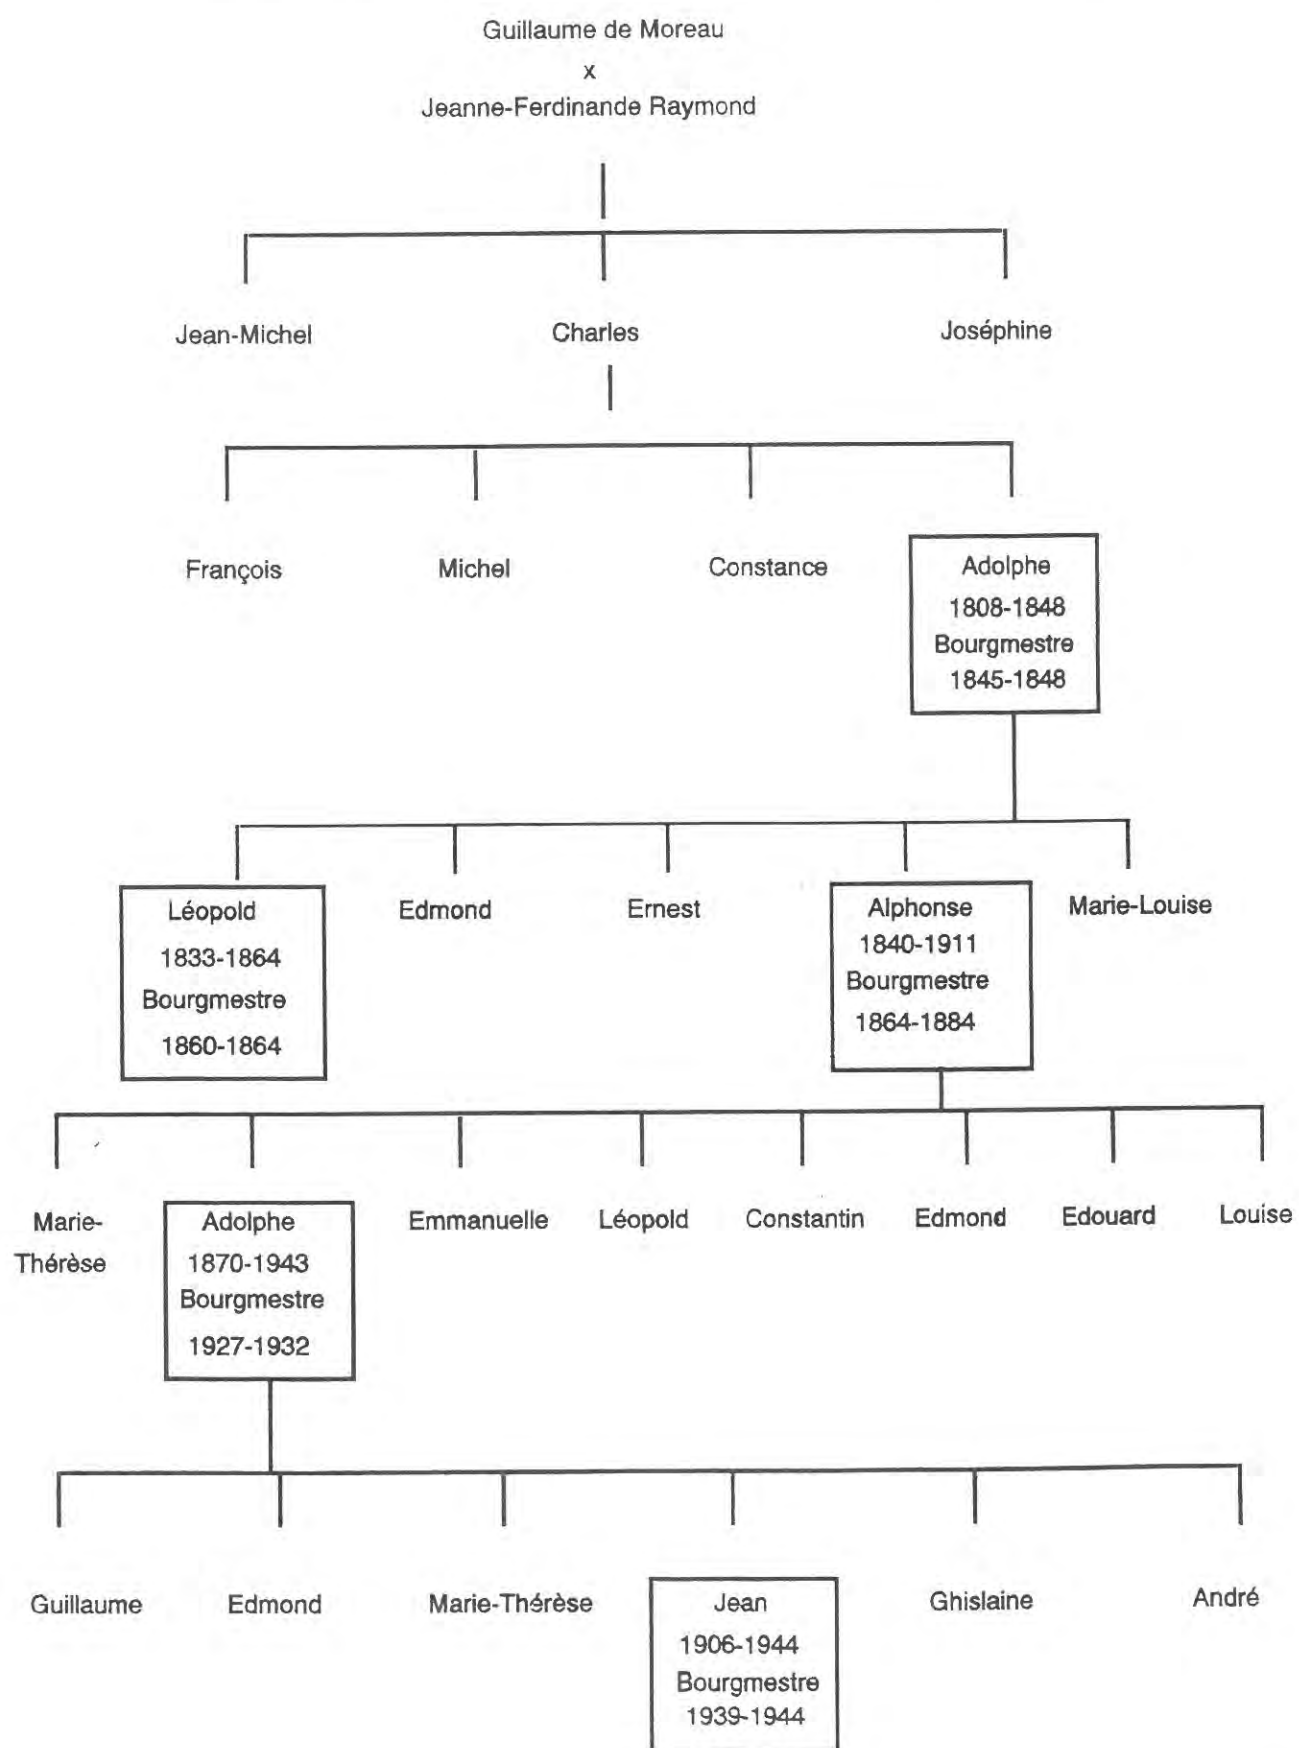 Guillaume de Moreau
x
Jeanne-Ferdinande Raymond
Jean-Michel
Charles
Joséphine
François
Michel
Constance
Adolphe
1808-1848
Bourgmestre
1845-1848
Léopold
1833-1864
Bourgmestre
1860-1864
Edmond
Ernest
Alphonse
1840-1911
Bourgmestre
1864-1884
Marie-Louise
Marie-
Thérèse
Adolphe
1870-1943
Bourgmestre
1927-1932
Emmanuelle
Léopold
Constantin
Edmond
Edouard
Louise
Guillaume
Edmond
Marie-Thérèse
Jean
1906-1944
Bourgmestre
1939-1944
Ghislaine
André